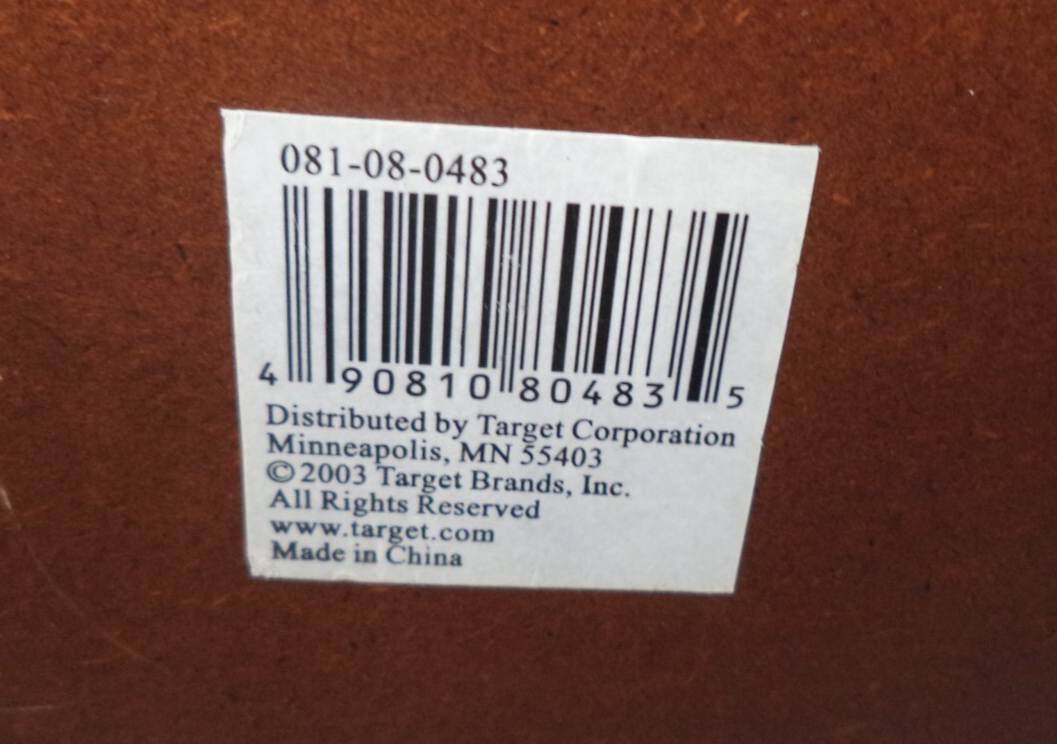 081-08-0483
4 90810 80483 5
Distributed by Target Corporation
Minneapolis, MN 55403
© 2003 Target Brands, Inc.
All Rights Reserved
www.target.com
Made in China